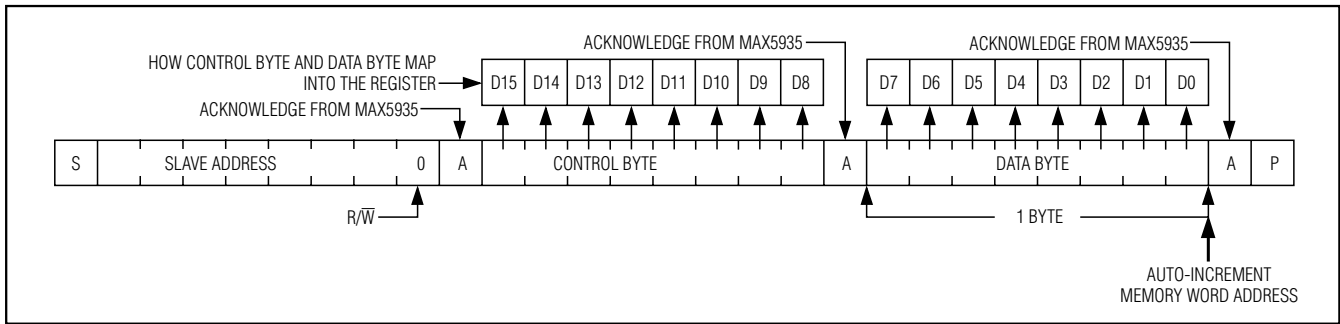 ACKNOWLEDGE FROM MAX5935
ACKNOWLEDGE FROM MAX5935
HOW CONTROL BYTE AND DATA BYTE MAP
INTO THE REGISTER
D15 D14 D13 D12 D11 D10 D9 D8
D7 D6 D5 D4 D3 D2 D1 D0
ACKNOWLEDGE FROM MAX5935
S SLAVE ADDRESS 0 A CONTROL BYTE A DATA BYTE A P
R/W̅
1 BYTE
AUTO-INCREMENT
MEMORY WORD ADDRESS